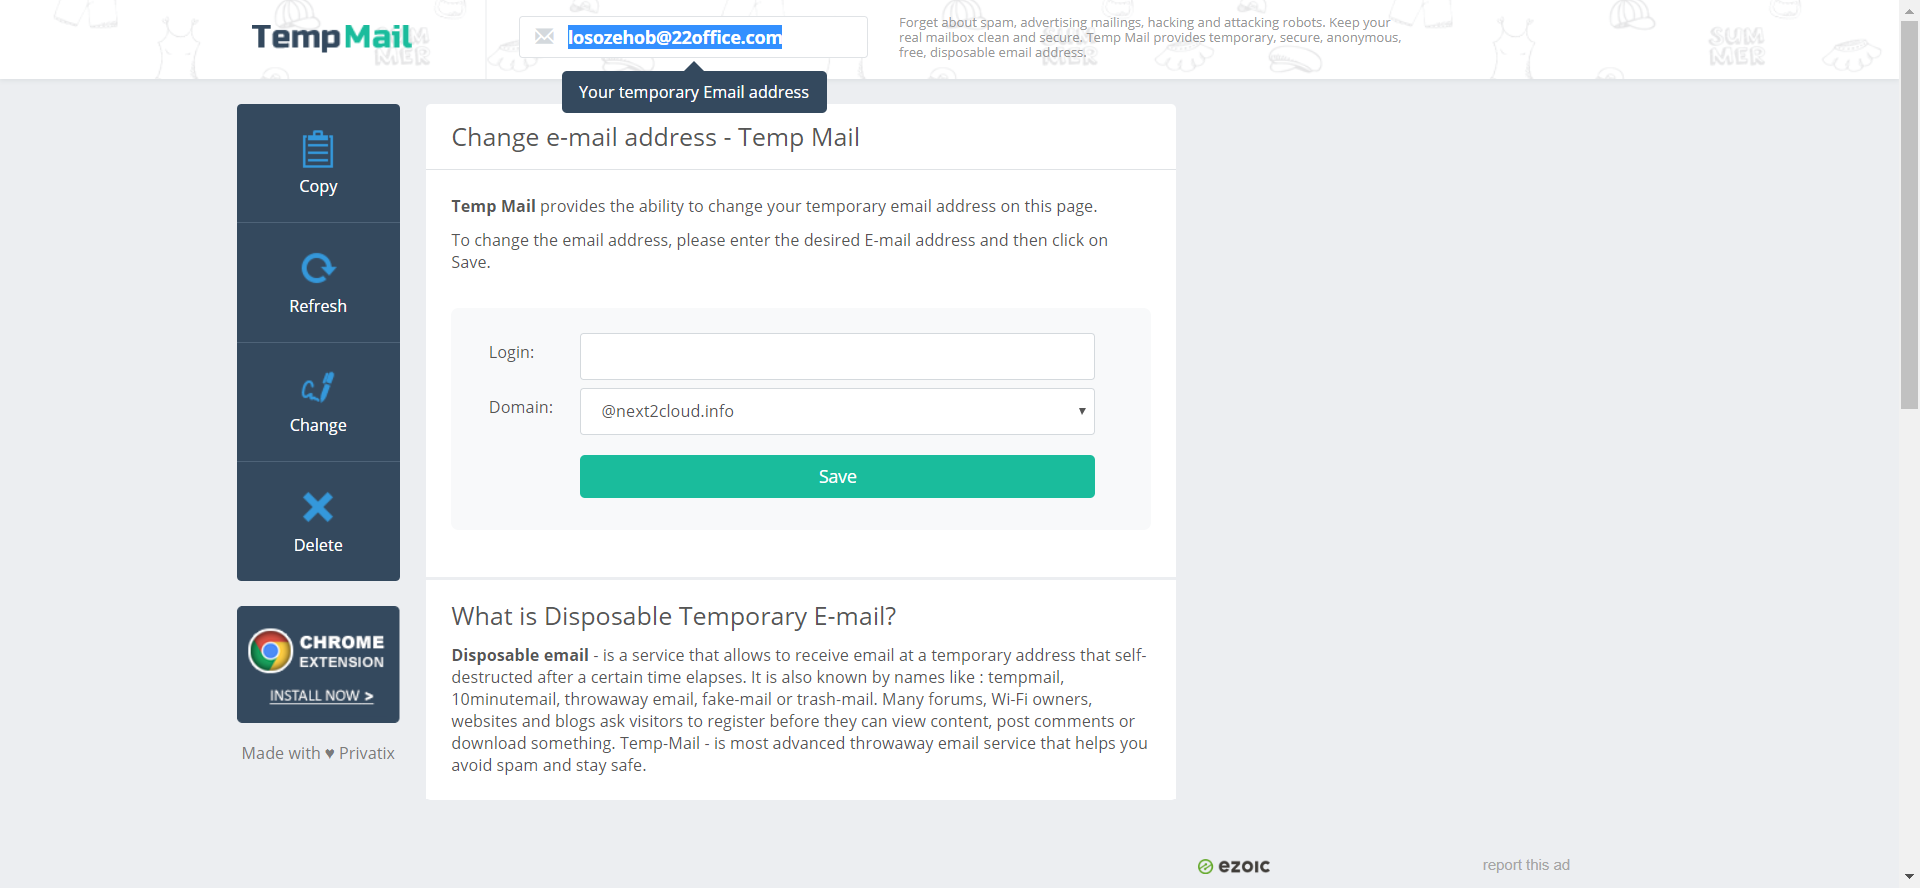 TempMail
losozehob@22office.com
Forget about spam, advertising mailings, hacking and attacking robots. Keep your
real mailbox clean and secure. Temp Mail provides temporary, secure, anonymous,
free, disposable email address.
SUMMER
MER
SUM
MER
Your temporary Email address
Copy
Refresh
Change
Delete
CHROME
EXTENSION
INSTALL NOW >
Made with ♥ Privatix
Change e-mail address - Temp Mail
Temp Mail provides the ability to change your temporary email address on this page.
To change the email address, please enter the desired E-mail address and then click on
Save.
Login:
Domain:
@next2cloud.info
Save
What is Disposable Temporary E-mail?
Disposable email - is a service that allows to receive email at a temporary address that self-
destructed after a certain time elapses. It is also known by names like : tempmail,
10minutemail, throwaway email, fake-mail or trash-mail. Many forums, Wi-Fi owners,
websites and blogs ask visitors to register before they can view content, post comments or
download something. Temp-Mail - is most advanced throwaway email service that helps you
avoid spam and stay safe.
ezoic
report this ad